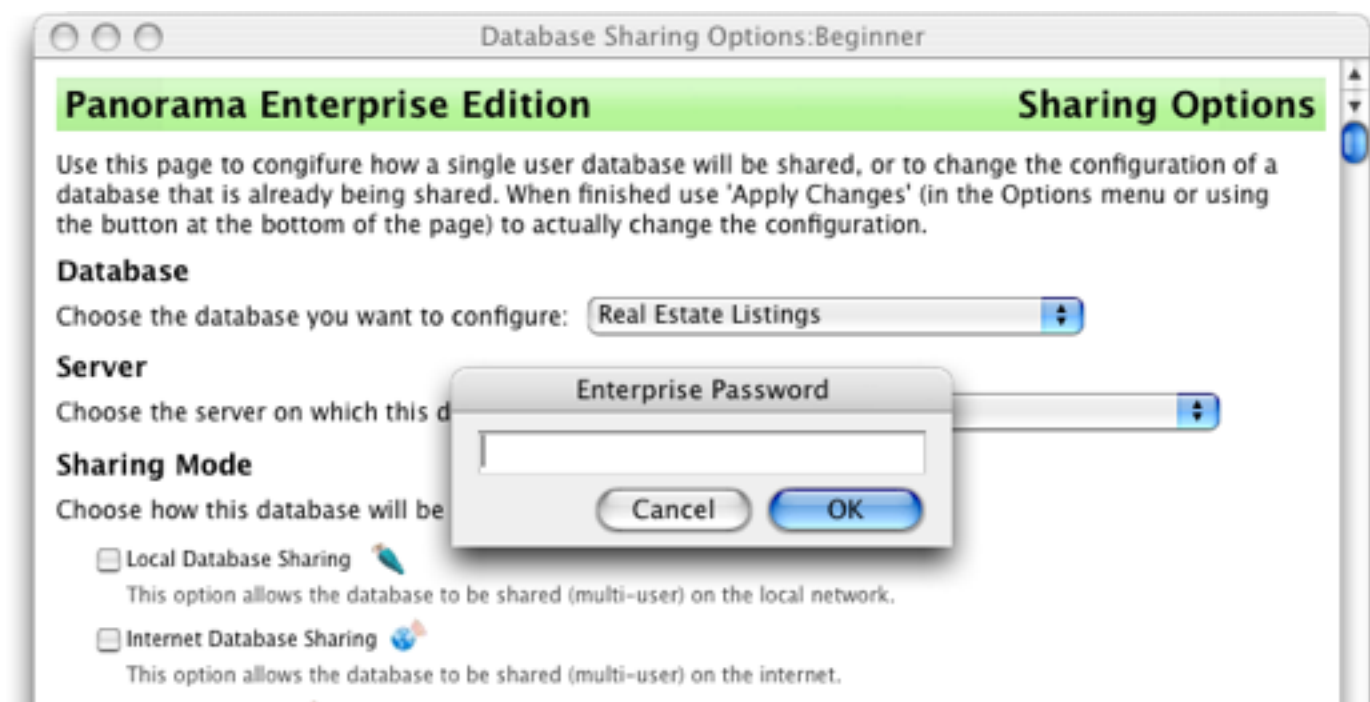 Database Sharing Options:Beginner
Panorama Enterprise Edition Sharing Options
Use this page to congifure how a single user database will be shared, or to change the configuration of a
database that is already being shared. When finished use 'Apply Changes' (in the Options menu or using
the button at the bottom of the page) to actually change the configuration.
Database
Choose the database you want to configure: Real Estate Listings
Server
Choose the server on which this d
Enterprise Password
Sharing Mode
Choose how this database will be
Cancel OK
Local Database Sharing
This option allows the database to be shared (multi-user) on the local network.
Internet Database Sharing
This option allows the database to be shared (multi-user) on the internet.